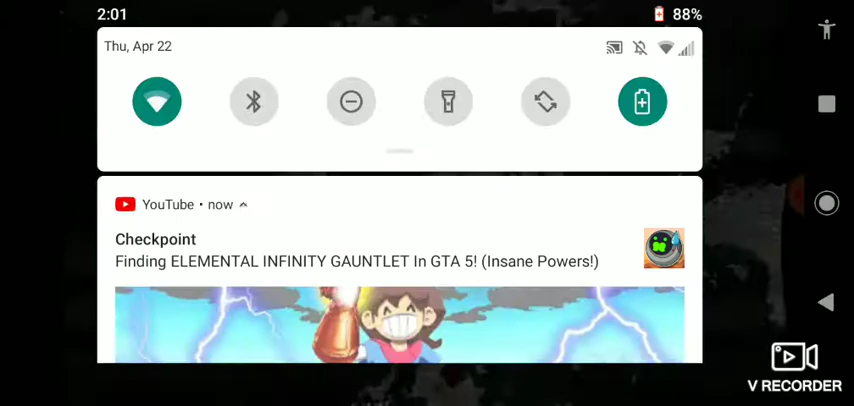 2:01
88%
Thu, Apr 22
YouTube • now
Checkpoint
Finding ELEMENTAL INFINITY GAUNTLET In GTA 5! (Insane Powers!)
V RECORDER